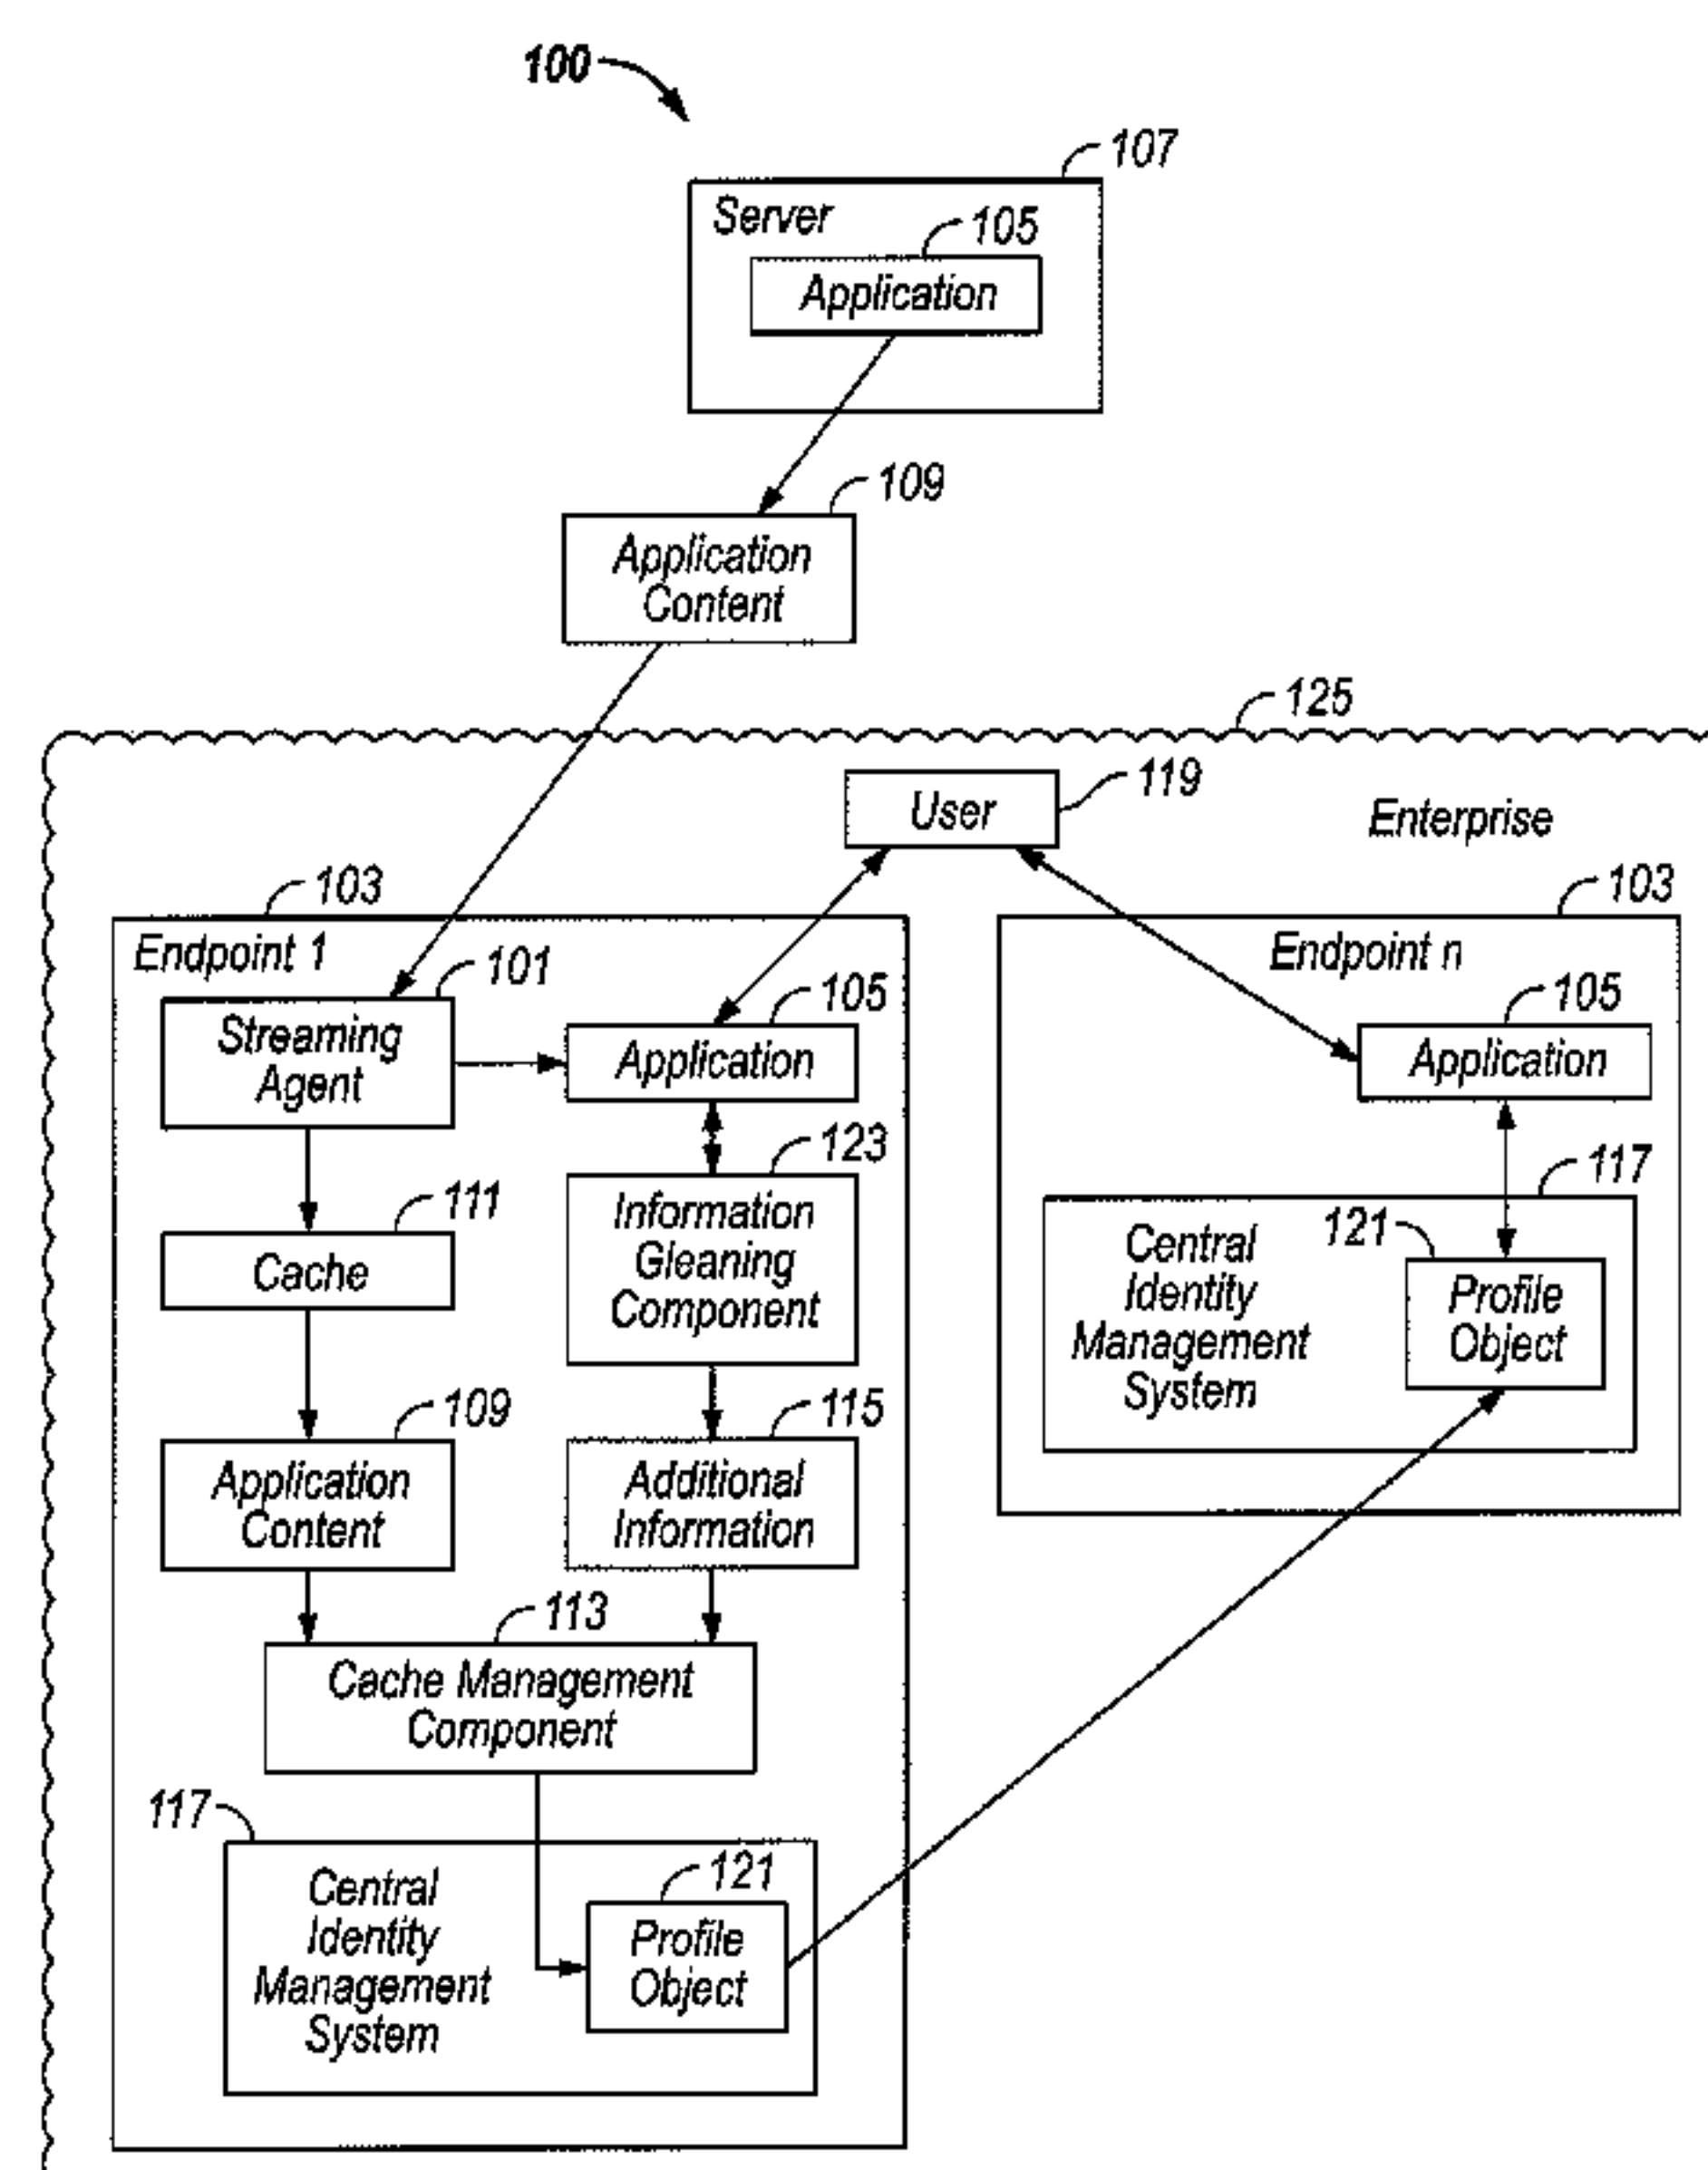 100
107
Server
105
Application
109
Application
Content
125
119
User
Enterprise
103
103
Endpoint 1
Endpoint n
101
105
105
Streaming
Agent
Application
Application
123
117
111
Information
Gleaning
Component
121
Central
Identity
Management
System
Profile
Object
Cache
109
115
Application
Content
Additional
Information
113
Cache Management
Component
117
121
Central
Identity
Management
System
Profile
Object